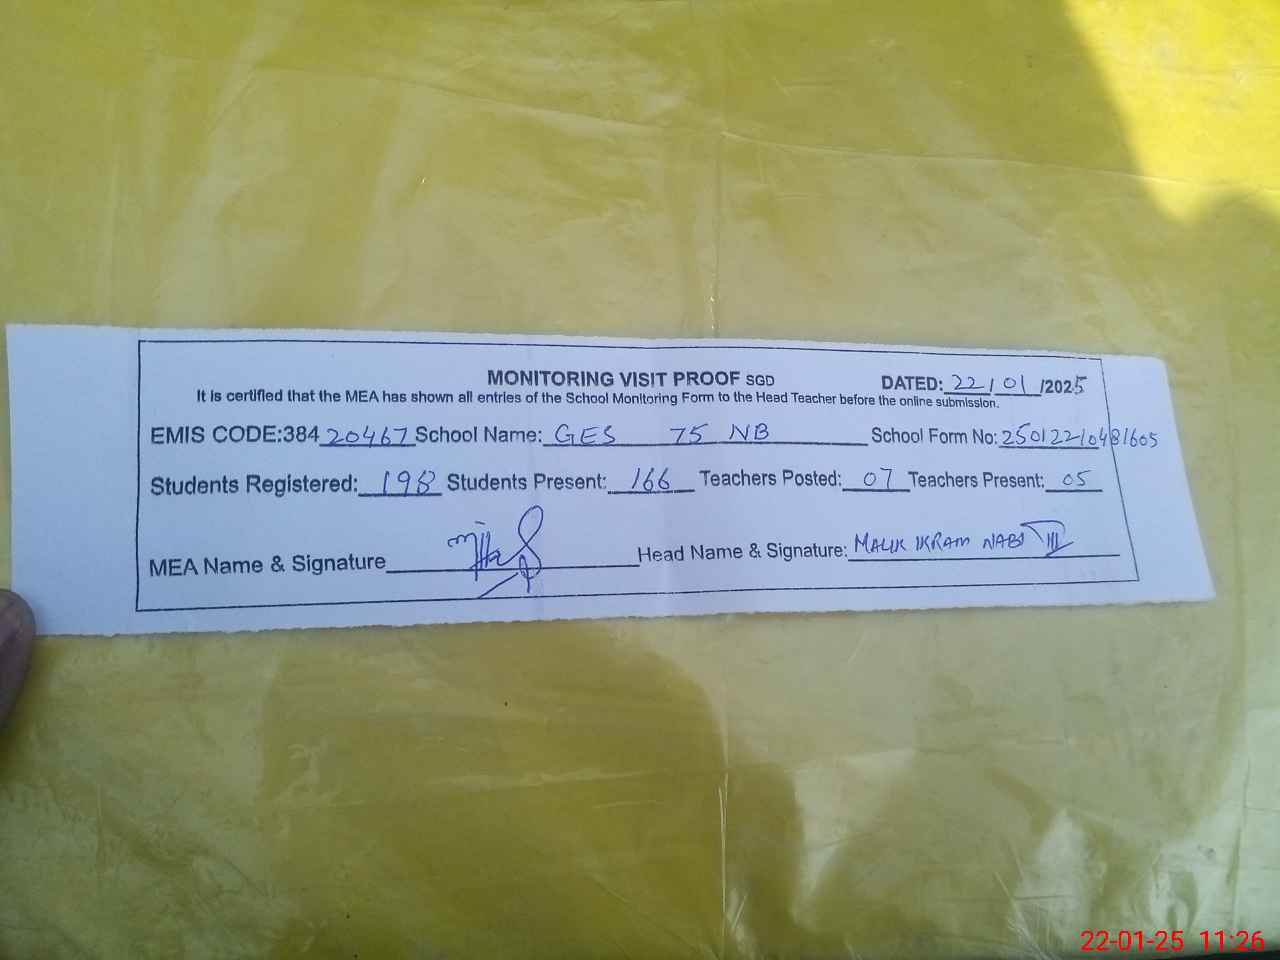 MONITORING VISIT PROOF SGD DATED: 22/01/2025
It is certified that the MEA has shown all entries of the School Monitoring Form to the Head Teacher before the online submission.
EMIS CODE:38420467 School Name: GES 75 NB School Form No: 25012210481605
Students Registered: 198 Students Present: 166 Teachers Posted: 07 Teachers Present: 05
MEA Name & Signature Head Name & Signature: MALIK IKRAM NABI
22-01-25 11:26